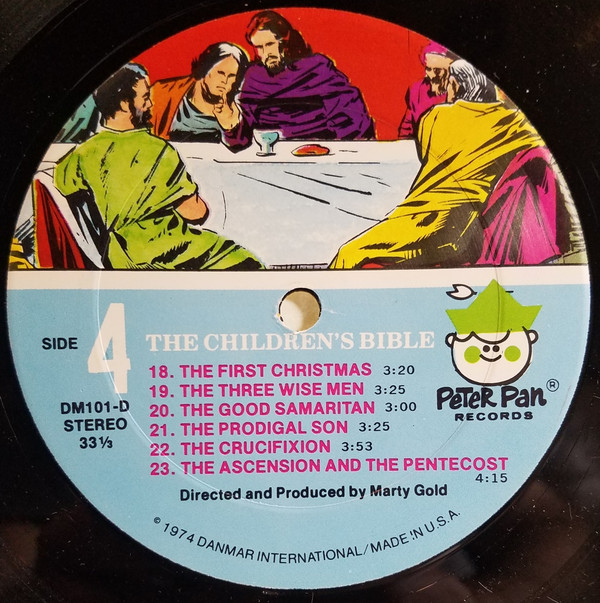 SIDE 4
THE CHILDREN'S BIBLE
18. THE FIRST CHRISTMAS 3:20
19. THE THREE WISE MEN 3:25
20. THE GOOD SAMARITAN 3:00
21. THE PRODIGAL SON 3:25
22. THE CRUCIFIXION 3:53
23. THE ASCENSION AND THE PENTECOST
4:15
DM101-D
STEREO
33⅓
Peter Pan ®
RECORDS
Directed and Produced by Marty Gold
© 1974 DANMAR INTERNATIONAL/MADE IN U.S.A.